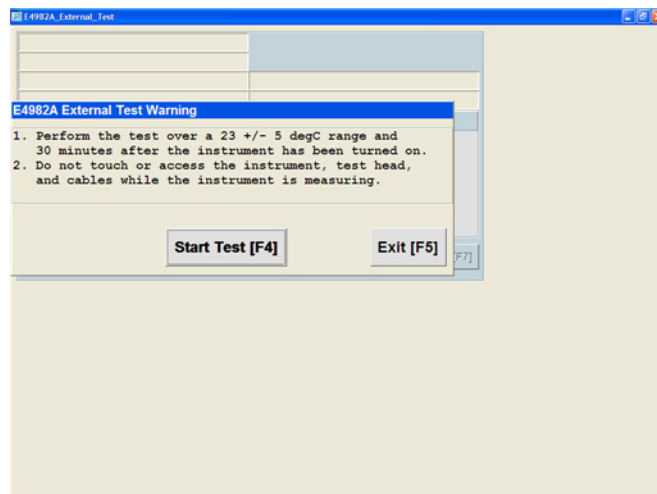 E4982A_External_Test
E4982A External Test Warning
1. Perform the test over a 23 +/- 5 degC range and
30 minutes after the instrument has been turned on.
2. Do not touch or access the instrument, test head,
and cables while the instrument is measuring.
Start Test [F4]
Exit [F5]
[F7]